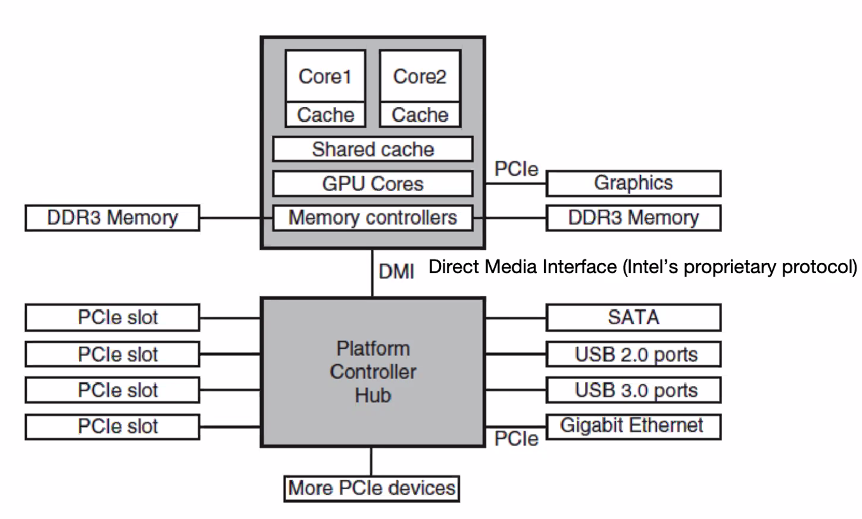 Core1
Core2
Cache
Cache
Shared cache
PCIe
GPU Cores
Graphics
DDR3 Memory
Memory controllers
DDR3 Memory
DMI
Direct Media Interface (Intel's proprietary protocol)
PCIe slot
SATA
PCIe slot
Platform
Controller
Hub
USB 2.0 ports
PCIe slot
USB 3.0 ports
PCIe slot
PCIe
Gigabit Ethernet
More PCIe devices